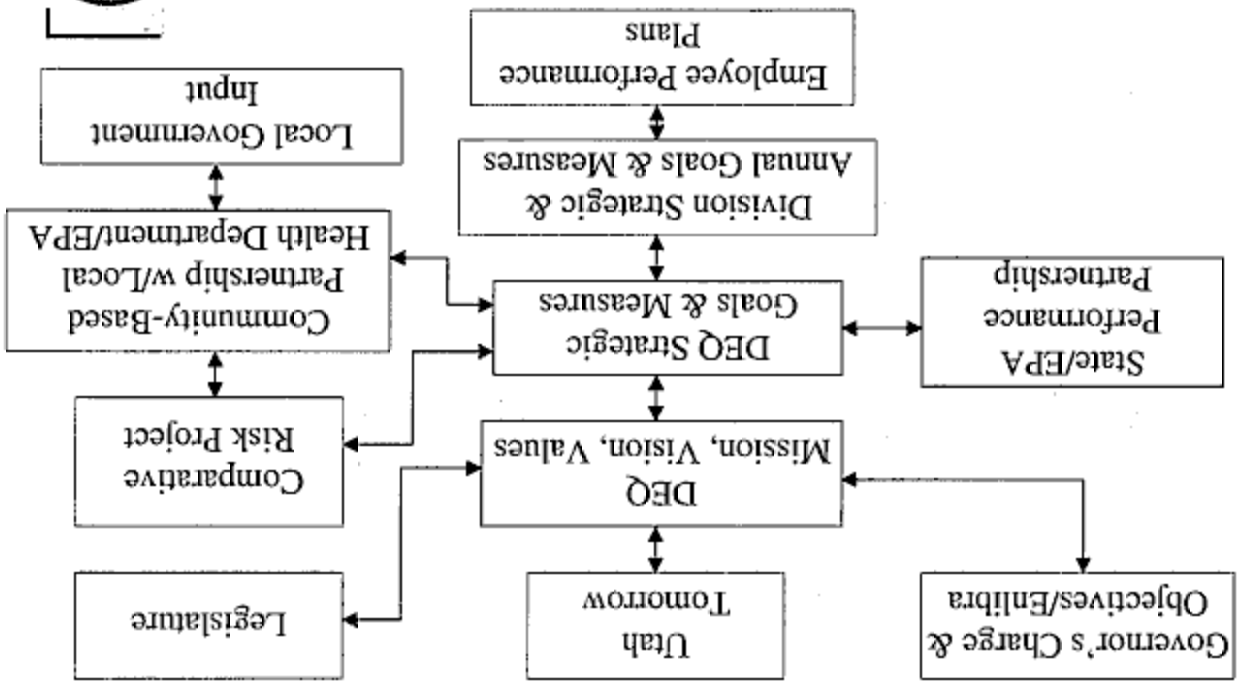 Governor's Charge &
Objectives/Enlibra
Utah
Tomorrow
Legislature
DEQ
Mission, Vision, Values
Comparative
Risk Project
State/EPA
Performance
Partnership
DEQ Strategic
Goals & Measures
Community-Based
Partnership w/Local
Health Department/EPA
Division Strategic &
Annual Goals & Measures
Local Government
Input
Employee Performance
Plans